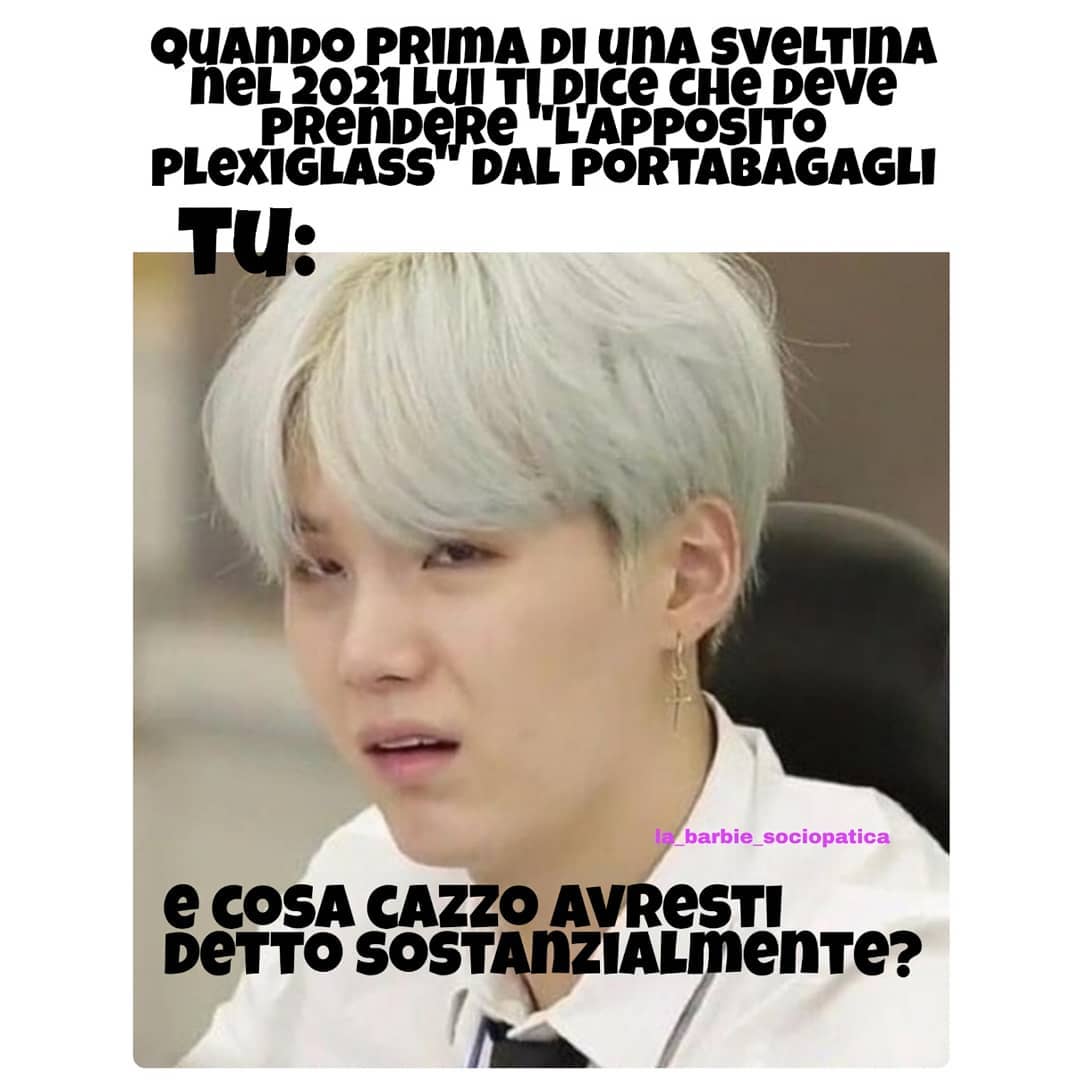 Quando prima di una sveltina
nel 2021 lui ti dice che deve
prendere "l'apposito
plexiglass" dal portabagagli
Tu:
la_barbie_sociopatica
e cosa cazzo avresti
detto sostanzialmente?